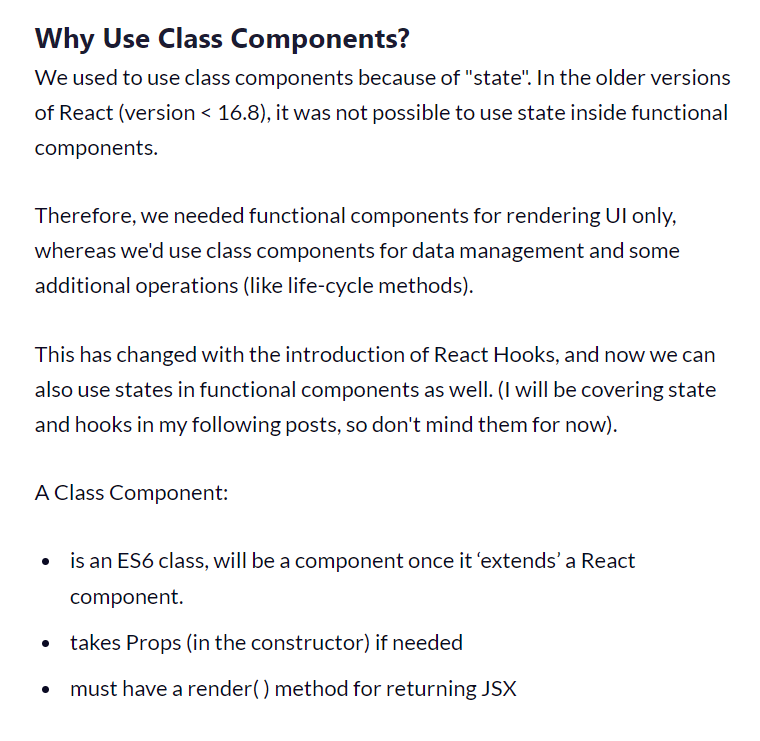 Why Use Class Components?
We used to use class components because of "state". In the older versions
of React (version < 16.8), it was not possible to use state inside functional
components.
Therefore, we needed functional components for rendering UI only,
whereas we'd use class components for data management and some
additional operations (like life-cycle methods).
This has changed with the introduction of React Hooks, and now we can
also use states in functional components as well. (I will be covering state
and hooks in my following posts, so don't mind them for now).
A Class Component:
• is an ES6 class, will be a component once it ‘extends’ a React
component.
• takes Props (in the constructor) if needed
• must have a render( ) method for returning JSX